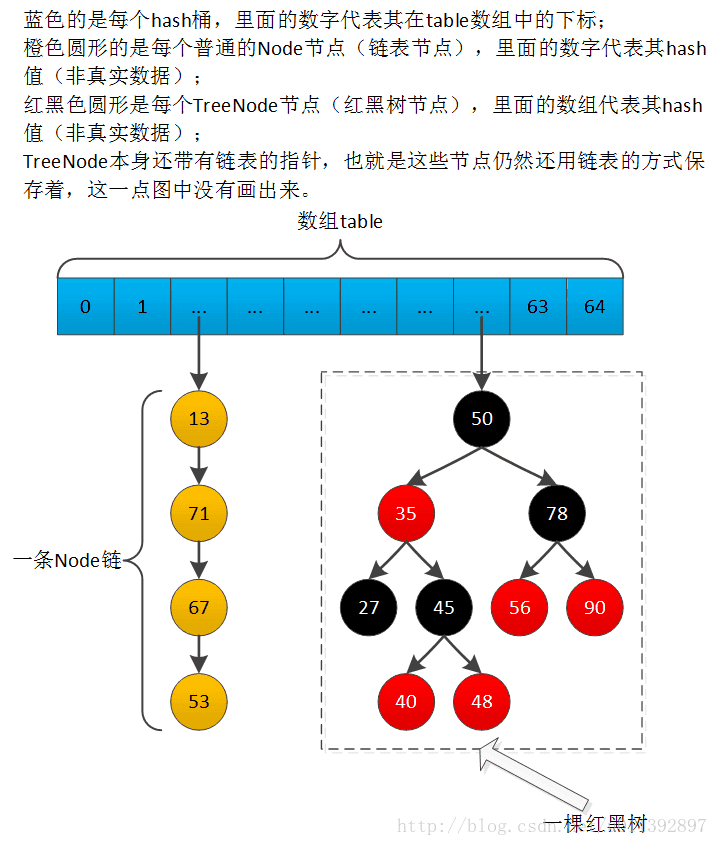 蓝色的是每个hash桶，里面的数字代表其在table数组中的下标；
橙色圆形的是每个普通的Node节点（链表节点），里面的数字代表其hash
值（非真实数据）；
红黑色圆形是每个TreeNode节点（红黑树节点），里面的数组代表其hash
值（非真实数据）；
TreeNode本身还带有链表的指针，也就是这些节点仍然还用链表的方式保
存着，这一点图中没有画出来。
数组table
0 1 ... ... ... ... ... ... 63 64
13 50
71 35 78
一条Node链
67 27 45 56 90
53 40 48
一棵红黑树
http://blog.csdn.
392897